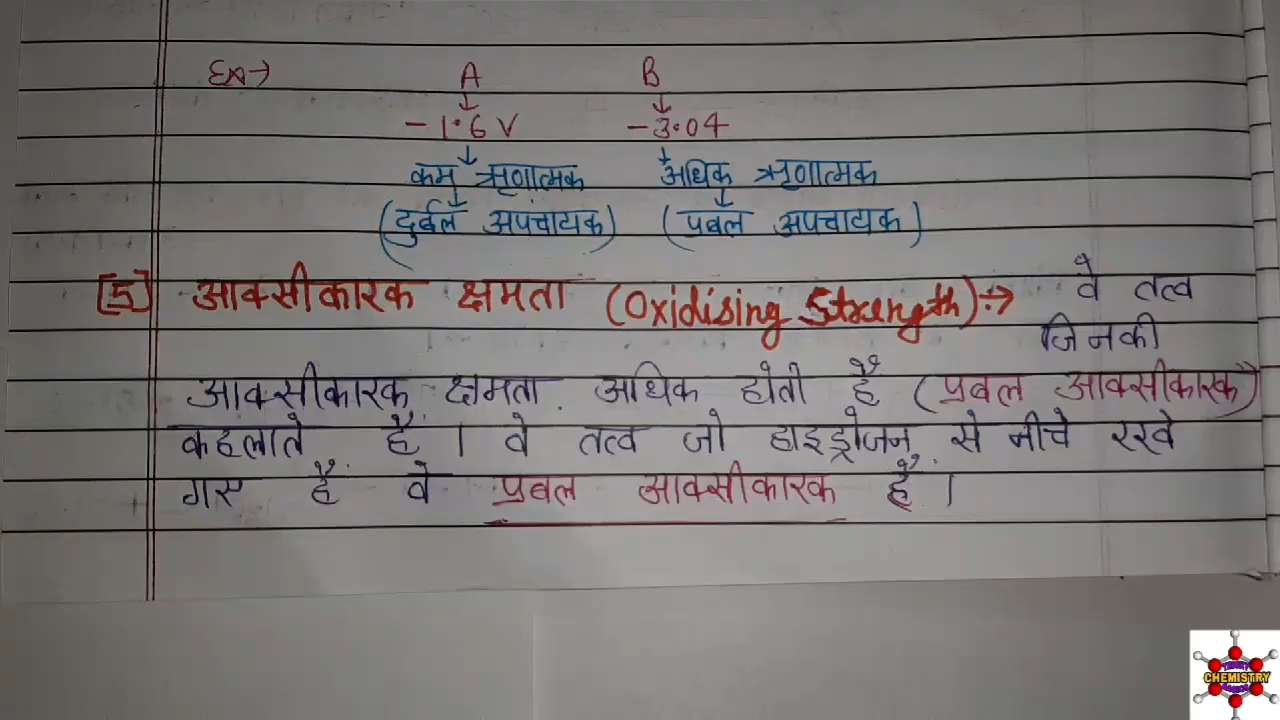 Ex→ A B
↓ ↓
-1.6 V -3.04
↓ ↓
कम ऋणात्मक अधिक ऋणात्मक
↓ ↓
(दुर्बल अपचायक) (प्रबल अपचायक)
[5] आक्सीकारक क्षमता (Oxidising Strength) :→ वे तत्व
जिनकी
आक्सीकारक क्षमता अधिक होती है (प्रबल आक्सीकारक)
कहलाते हैं। वे तत्व जो हाइड्रोजन से नीचे रखे
गए हैं वे प्रबल आक्सीकारक हैं।
CHEMISTRY